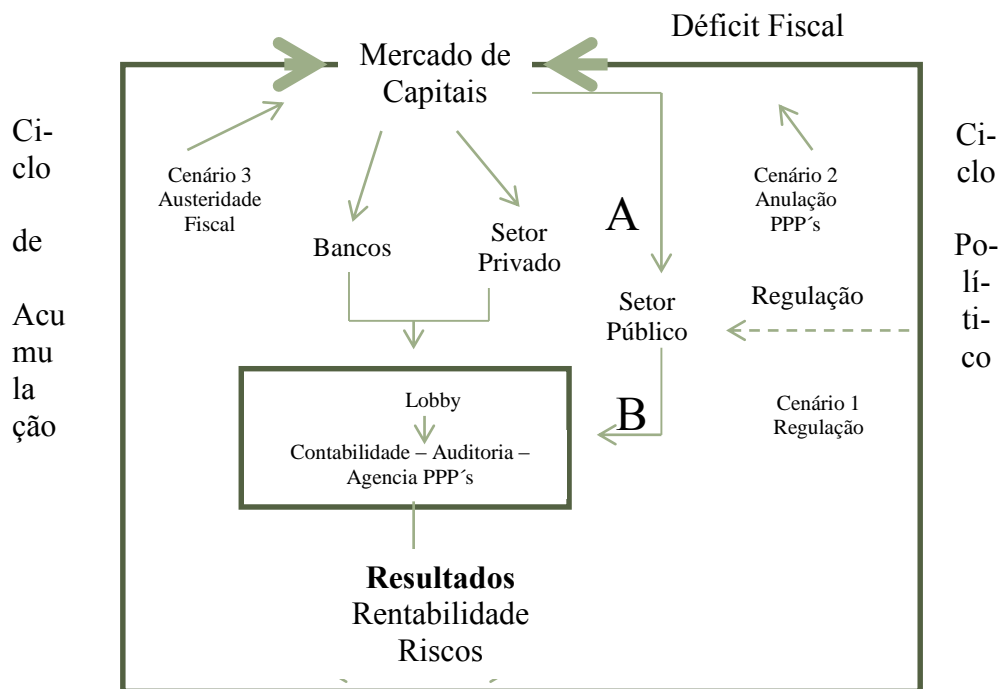 Déficit Fiscal
Mercado de
Capitais
Ci-
clo
de
Acu
mu
la
ção
Cenário 3
Austeridade
Fiscal
Bancos
Setor
Privado
A
Setor
Público
B
Cenário 2
Anulação
PPP´s
Regulação
Cenário 1
Regulação
Ci-
clo
Po-
lí-
ti-
co
Lobby
Contabilidade – Auditoria –
Agencia PPP´s
Resultados
Rentabilidade
Riscos